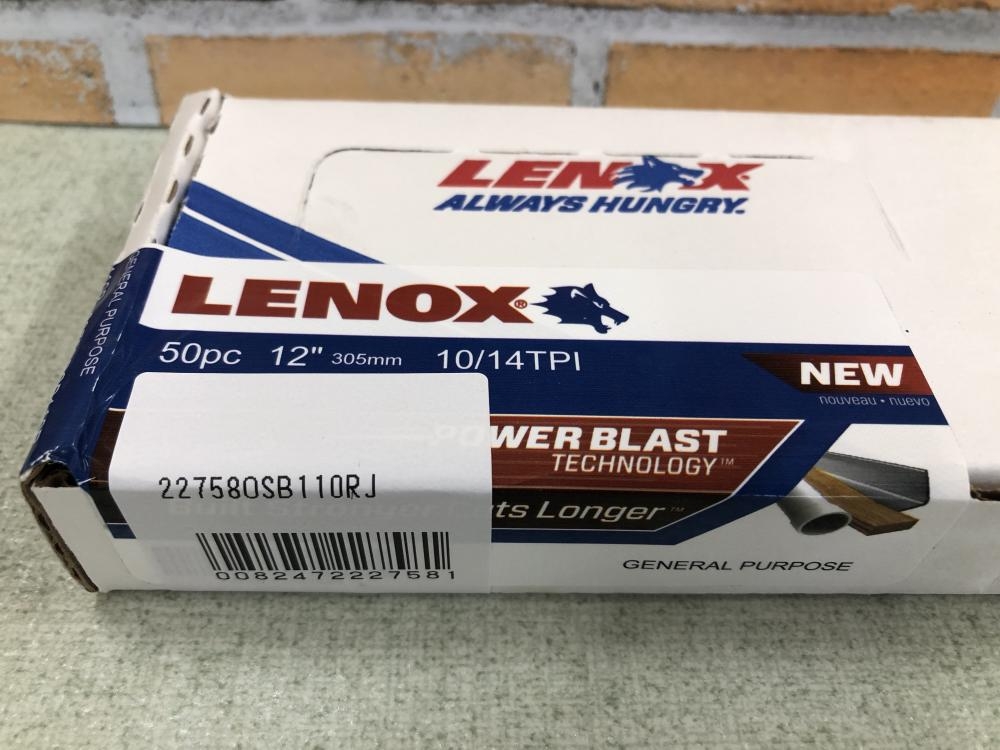 LENOX
ALWAYS HUNGRY.
LENOX®
50pc 12" 305mm 10/14TPI
NEW
nouveau • nuevo
POWER BLAST
TECHNOLOGY™
227580SB110RJ
Longer™
0082472227581
GENERAL PURPOSE
GENERAL PURPOSE